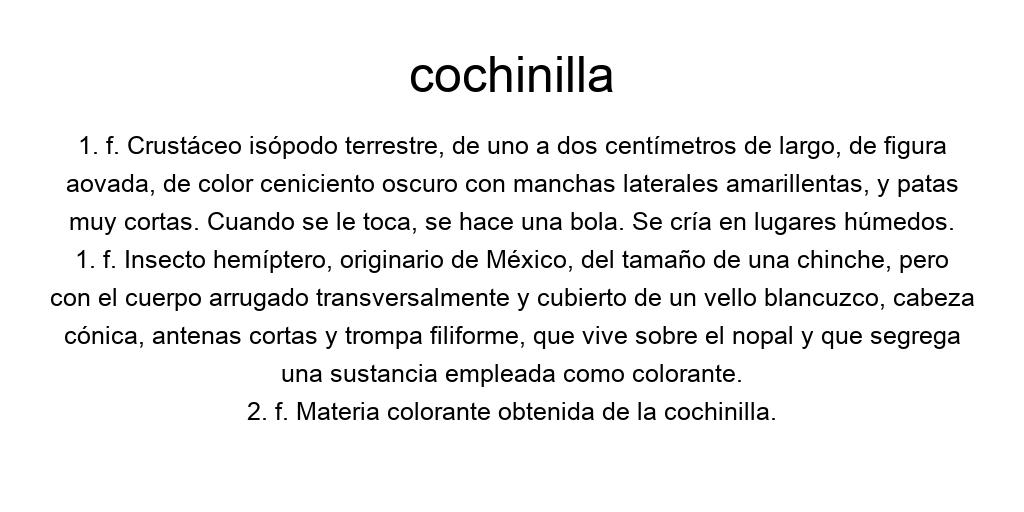 cochinilla
1. f. Crustáceo isópodo terrestre, de uno a dos centímetros de largo, de figura
aovada, de color ceniciento oscuro con manchas laterales amarillentas, y patas
muy cortas. Cuando se le toca, se hace una bola. Se cría en lugares húmedos.
1. f. Insecto hemíptero, originario de México, del tamaño de una chinche, pero
con el cuerpo arrugado transversalmente y cubierto de un vello blancuzco, cabeza
cónica, antenas cortas y trompa filiforme, que vive sobre el nopal y que segrega
una sustancia empleada como colorante.
2. f. Materia colorante obtenida de la cochinilla.